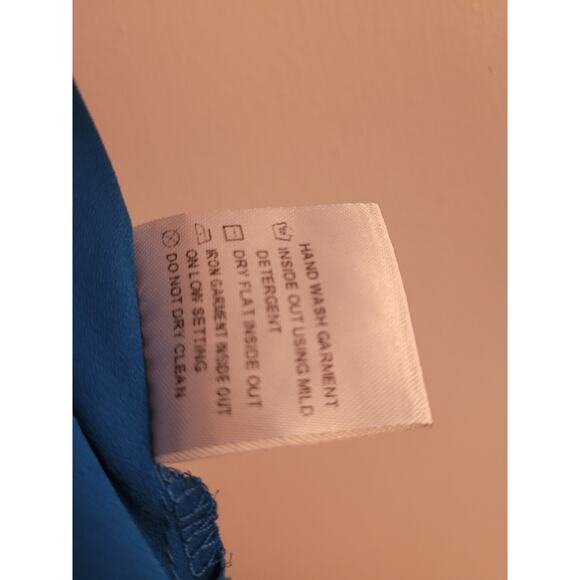 HAND WASH GARMENT
INSIDE OUT USING MILD
DETERGENT
DRY FLAT INSIDE OUT
IRON GARMENT INSIDE OUT
ON LOW SETTING
DO NOT DRY CLEAN